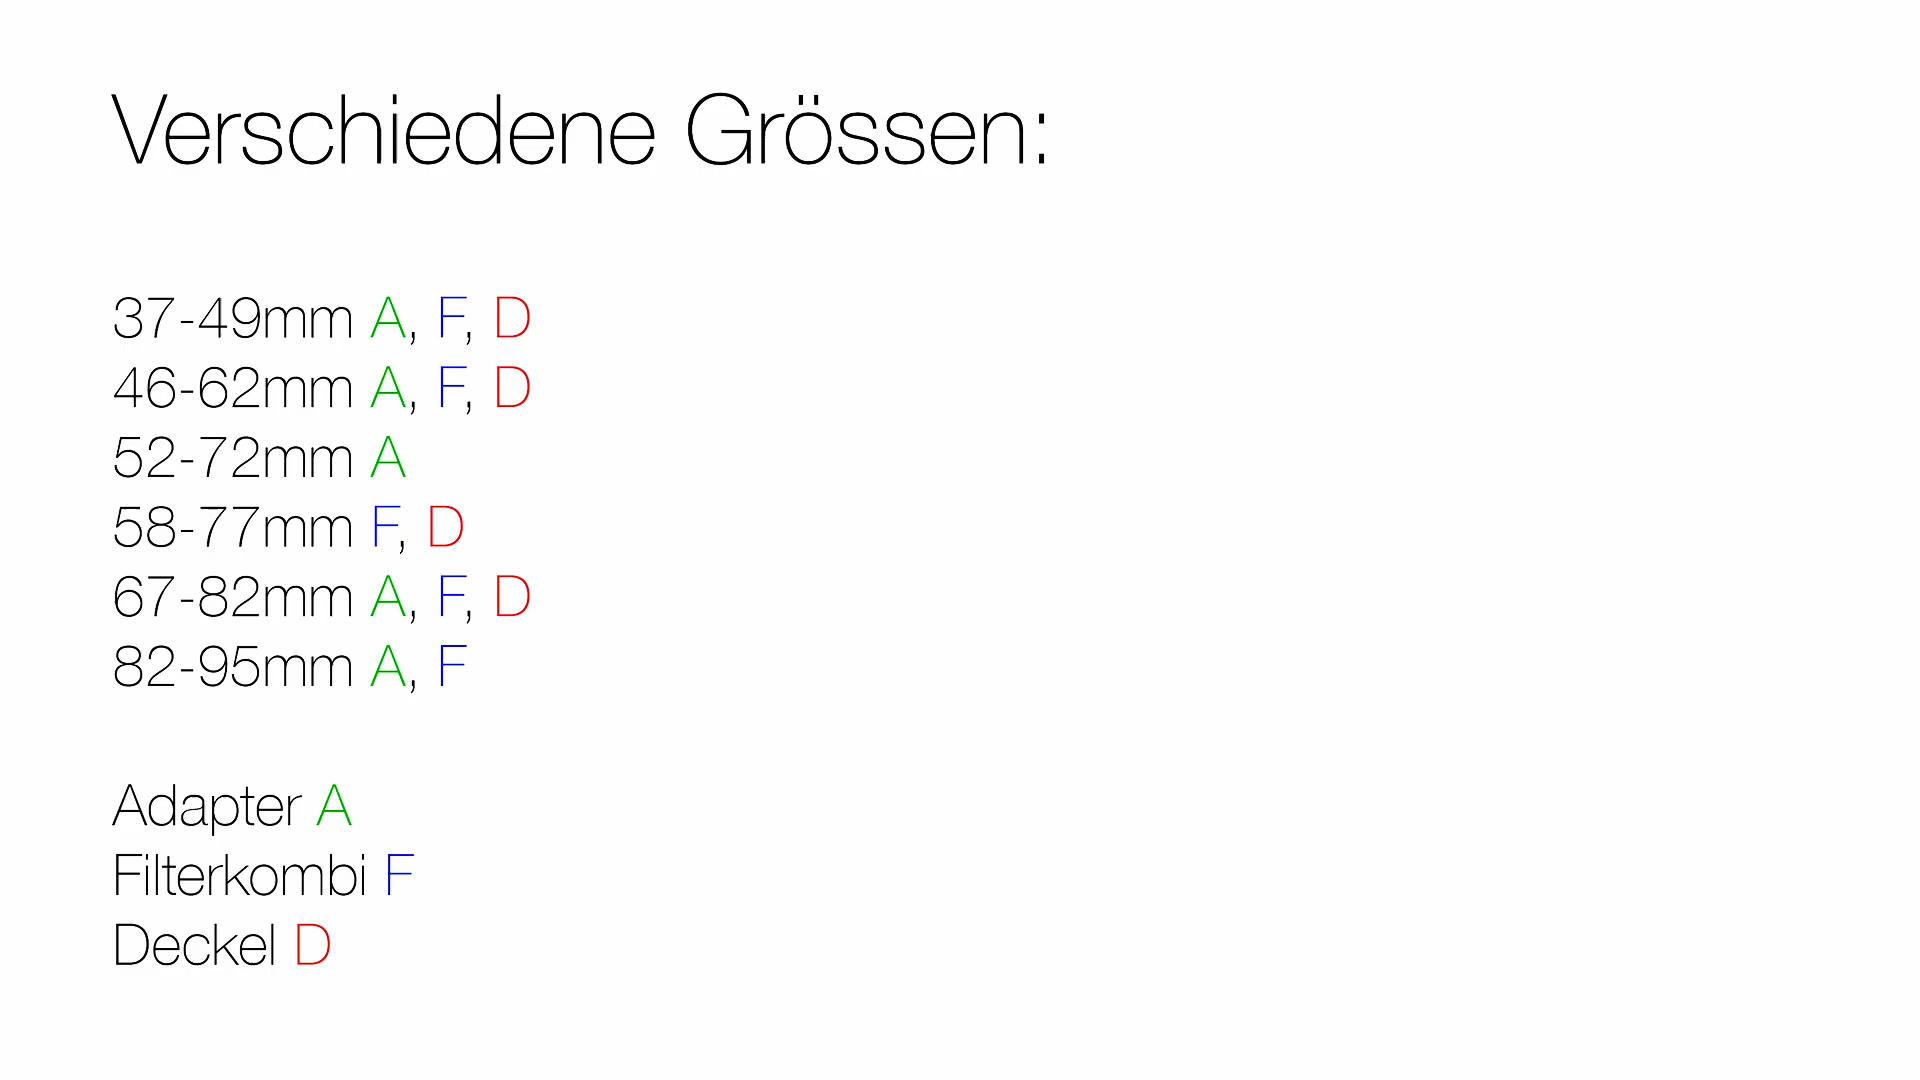 Verschiedene Grössen:
37-49mm A, F, D
46-62mm A, F, D
52-72mm A
58-77mm F, D
67-82mm A, F, D
82-95mm A, F
Adapter A
Filterkombi F
Deckel D